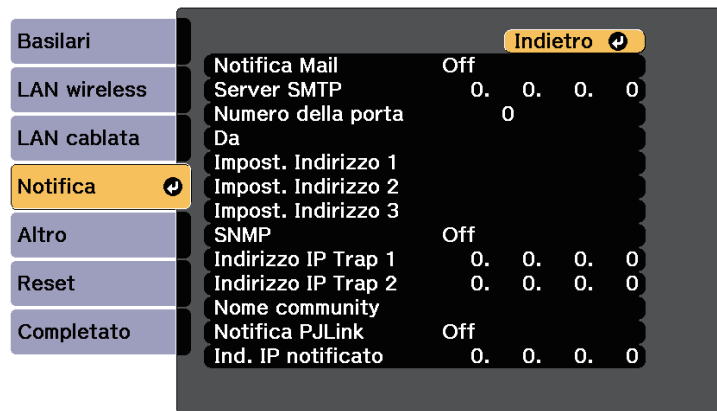 Basilari
LAN wireless
LAN cablata
Notifica
Altro
Reset
Completato
Indietro
Notifica Mail Off
Server SMTP 0. 0. 0. 0
Numero della porta 0
Da
Impost. Indirizzo 1
Impost. Indirizzo 2
Impost. Indirizzo 3
SNMP Off
Indirizzo IP Trap 1 0. 0. 0. 0
Indirizzo IP Trap 2 0. 0. 0. 0
Nome community
Notifica PJLink Off
Ind. IP notificato 0. 0. 0. 0